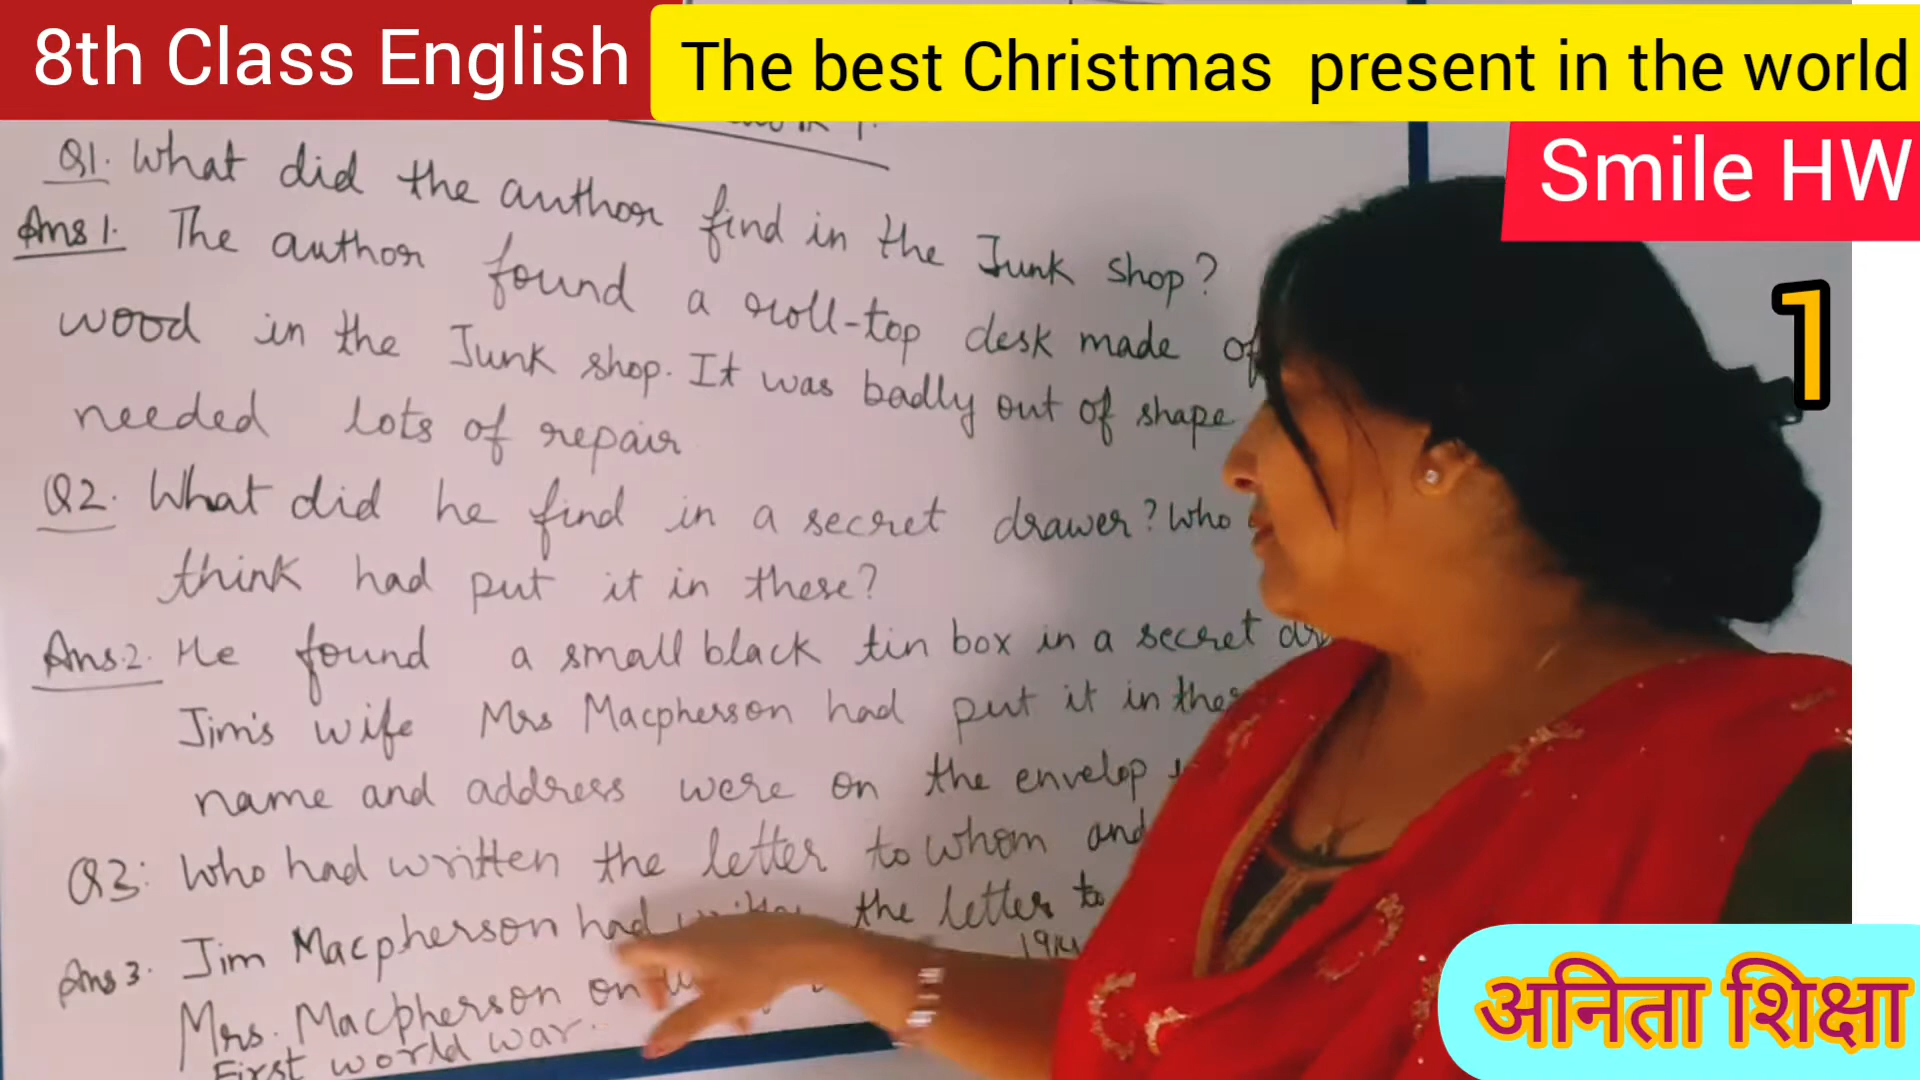 8th Class English
The best Christmas present in the world
Smile HW
1
Q1. What did the author find in the Junk shop?
Ans 1. The author found a roll-top desk made of
wood in the Junk shop. It was badly out of shape
needed lots of repair
Q2. What did he find in a secret drawer? Who
think had put it in there?
Ans.2. He found a small black tin box in a secret
Jim's wife Mrs Macpherson had put it in
name and address were on the envelop
Q3: Who had written the letter to whom and
Ans 3. Jim Macpherson had the letter to
1914
Mrs. Macpherson on
First world war.
अनिता शिक्षा